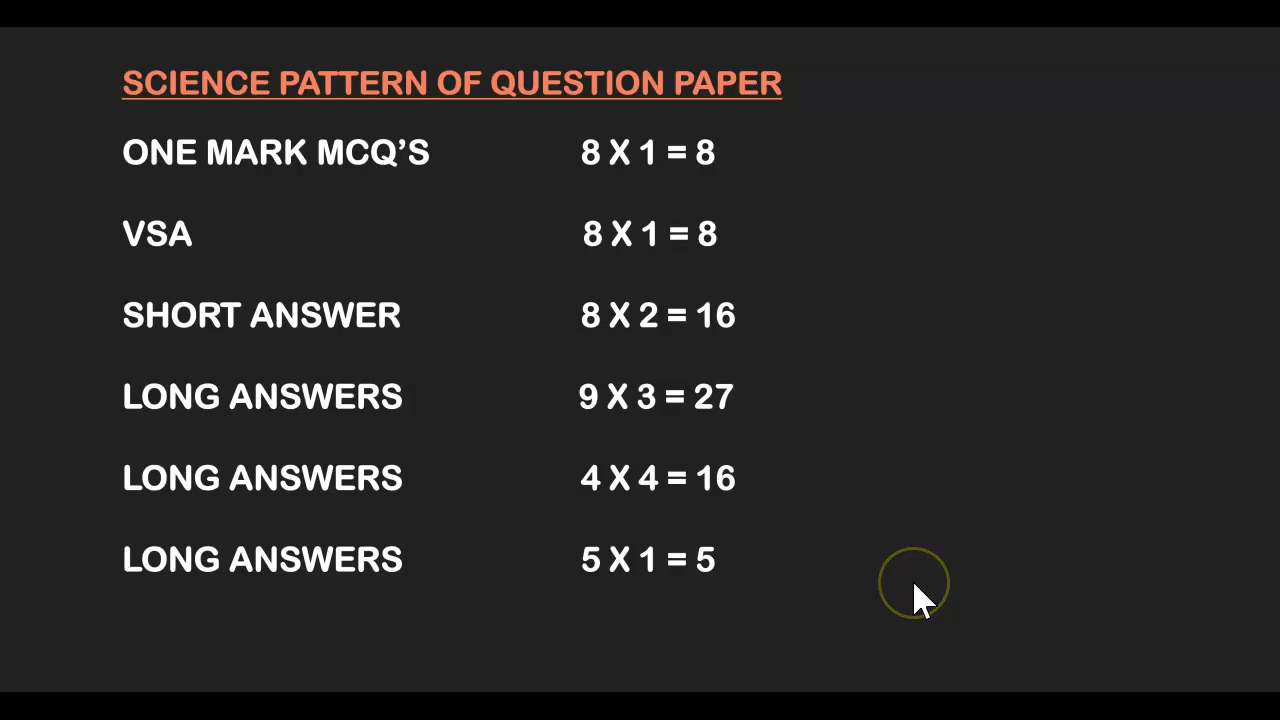 SCIENCE PATTERN OF QUESTION PAPER
ONE MARK MCQ’S 8 X 1 = 8
VSA 8 X 1 = 8
SHORT ANSWER 8 X 2 = 16
LONG ANSWERS 9 X 3 = 27
LONG ANSWERS 4 X 4 = 16
LONG ANSWERS 5 X 1 = 5